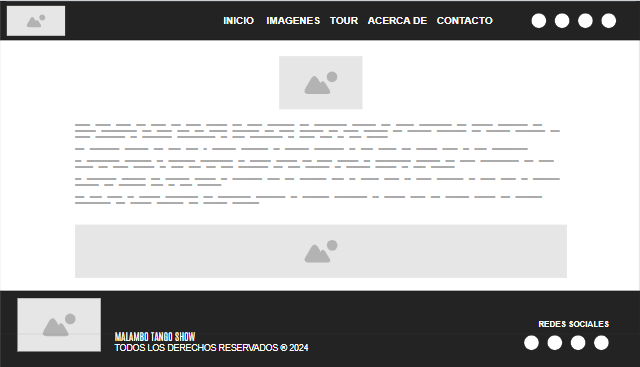 INICIO IMAGENES TOUR ACERCA DE CONTACTO
MALAMBO TANGO SHOW
TODOS LOS DERECHOS RESERVADOS ® 2024
REDES SOCIALES